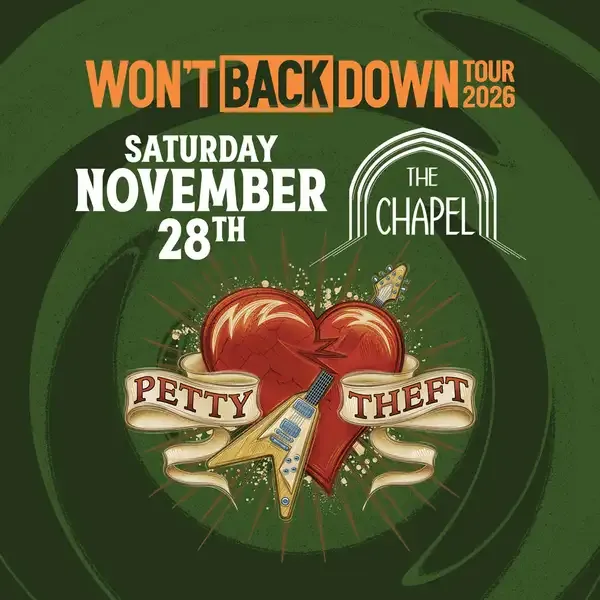 WON'T BACK DOWN TOUR 2026
SATURDAY
NOVEMBER
28TH
THE
CHAPEL
PETTY THEFT